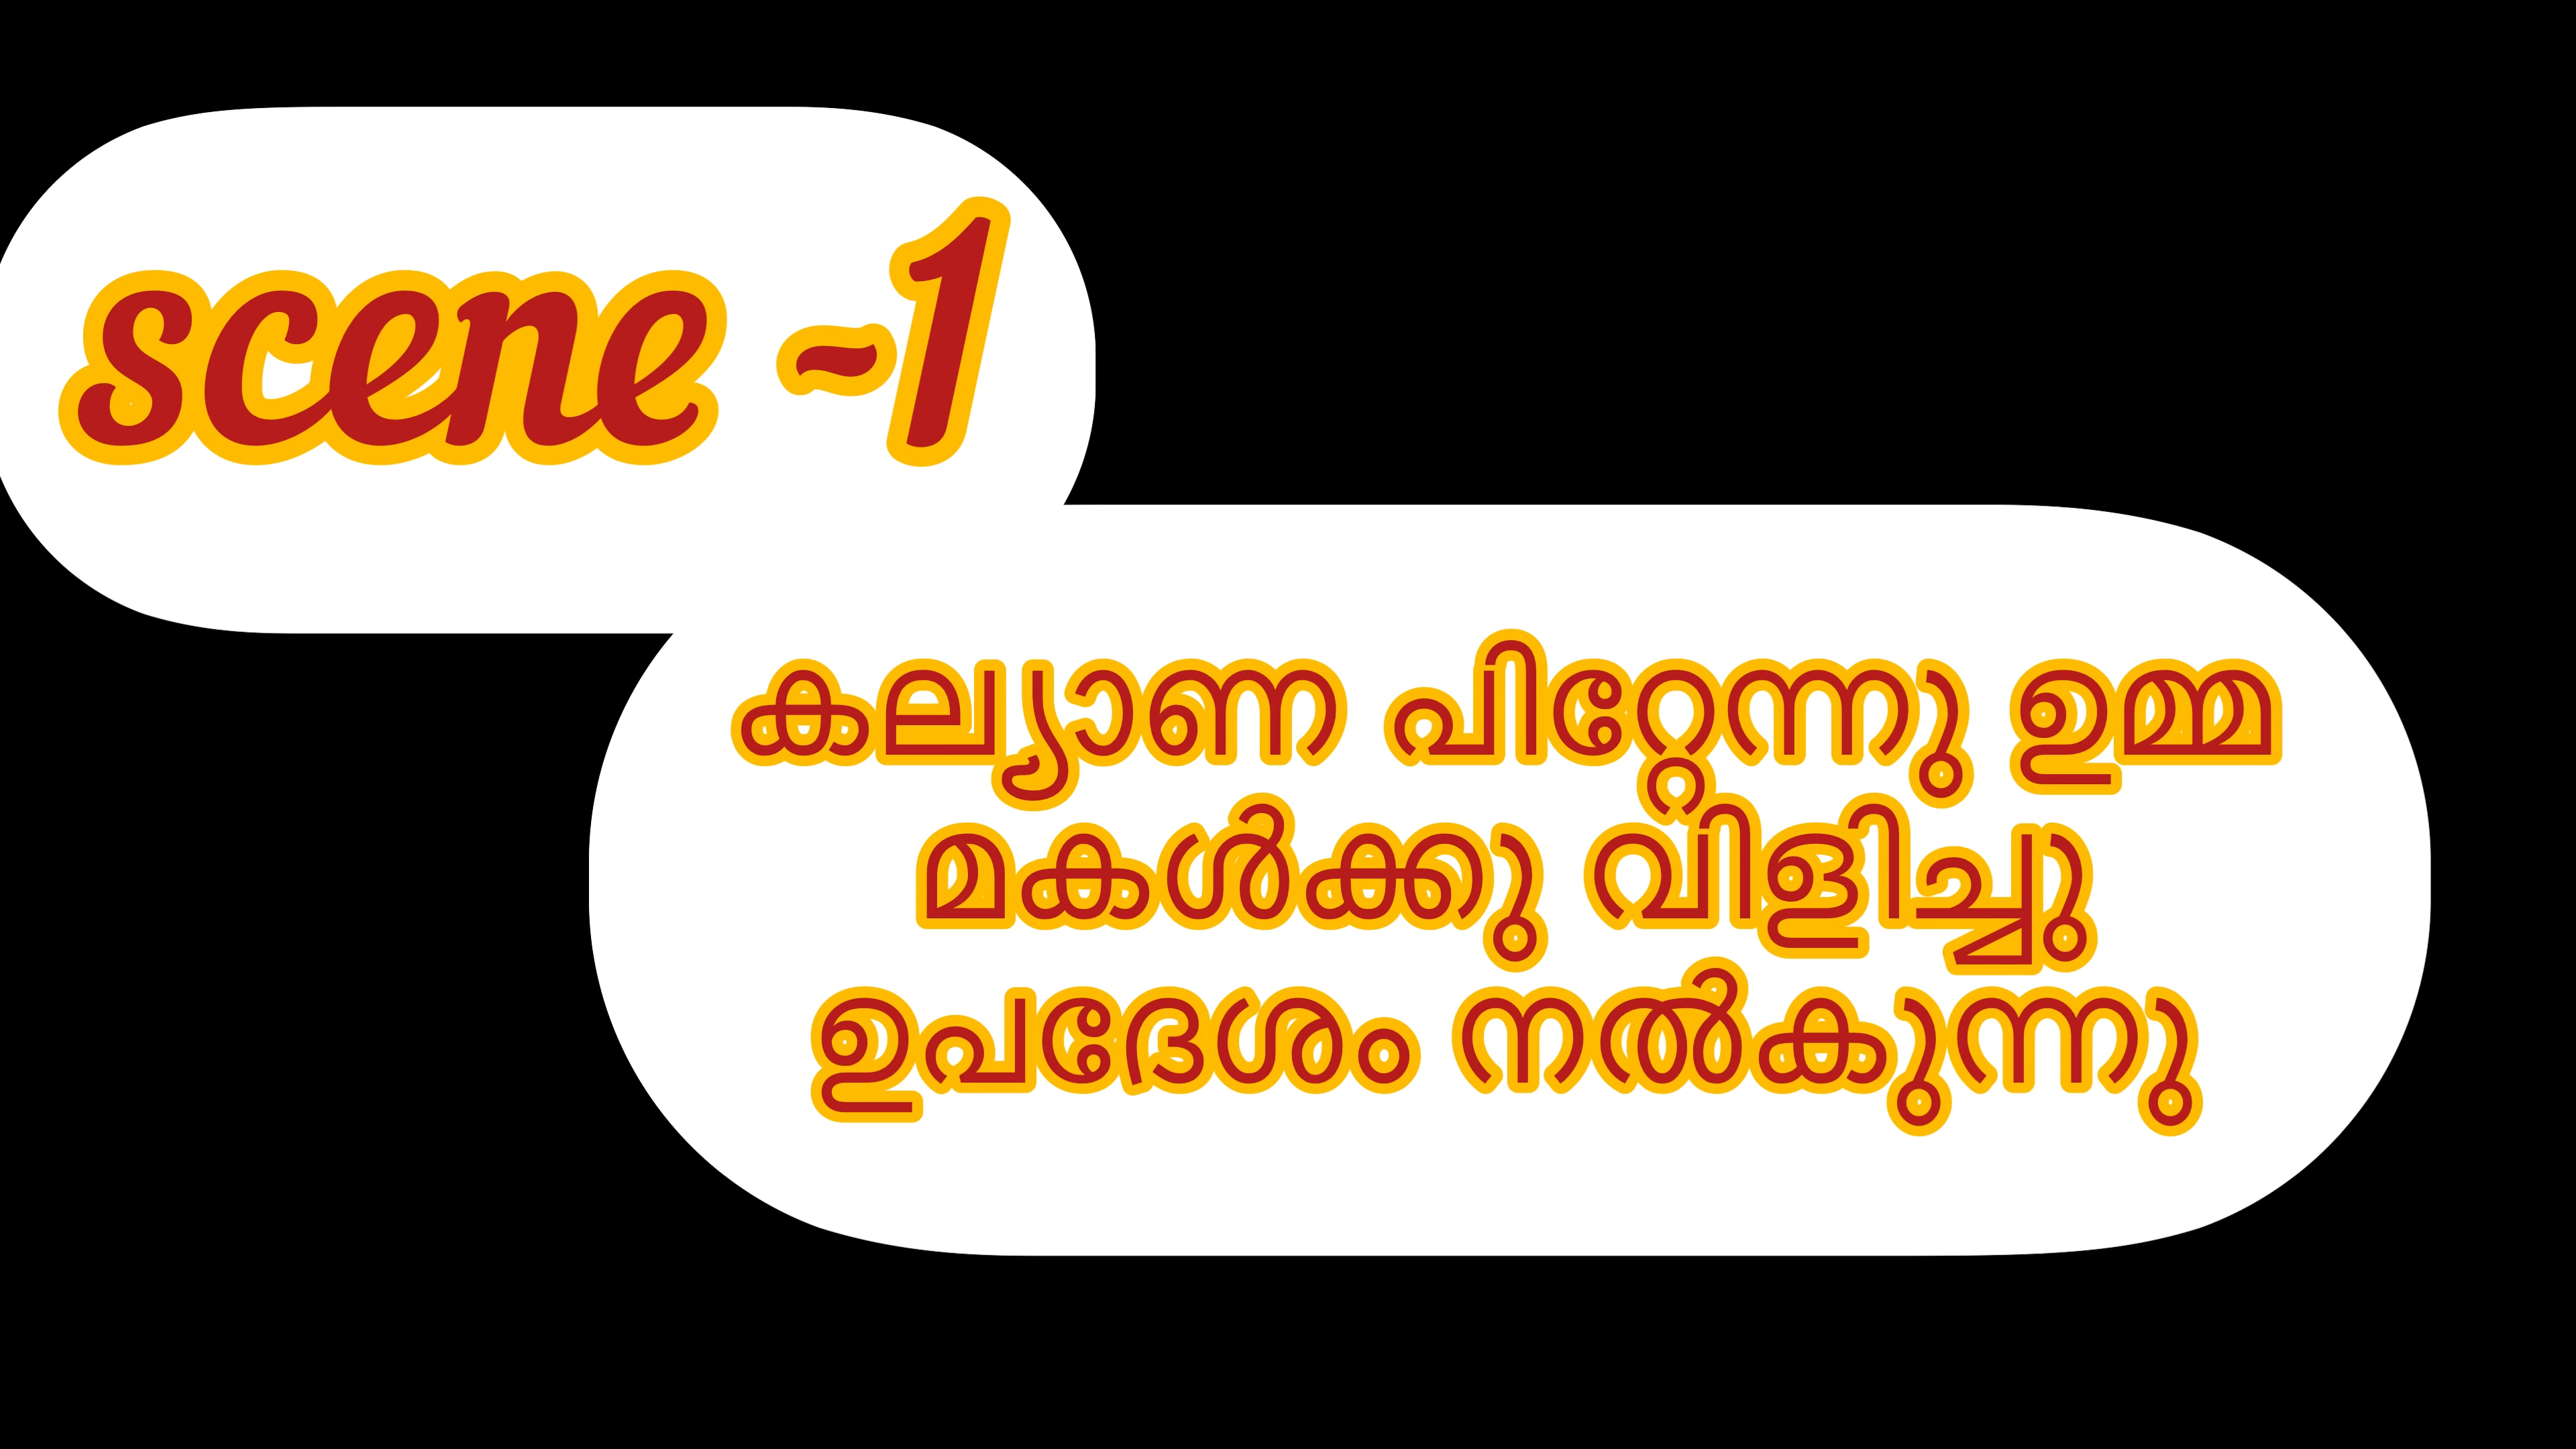 scene -1
കല്യാണ പിറ്റേന്നു ഉമ്മ
മകൾക്കു വിളിച്ചു
ഉപദേശം നൽകുന്നു